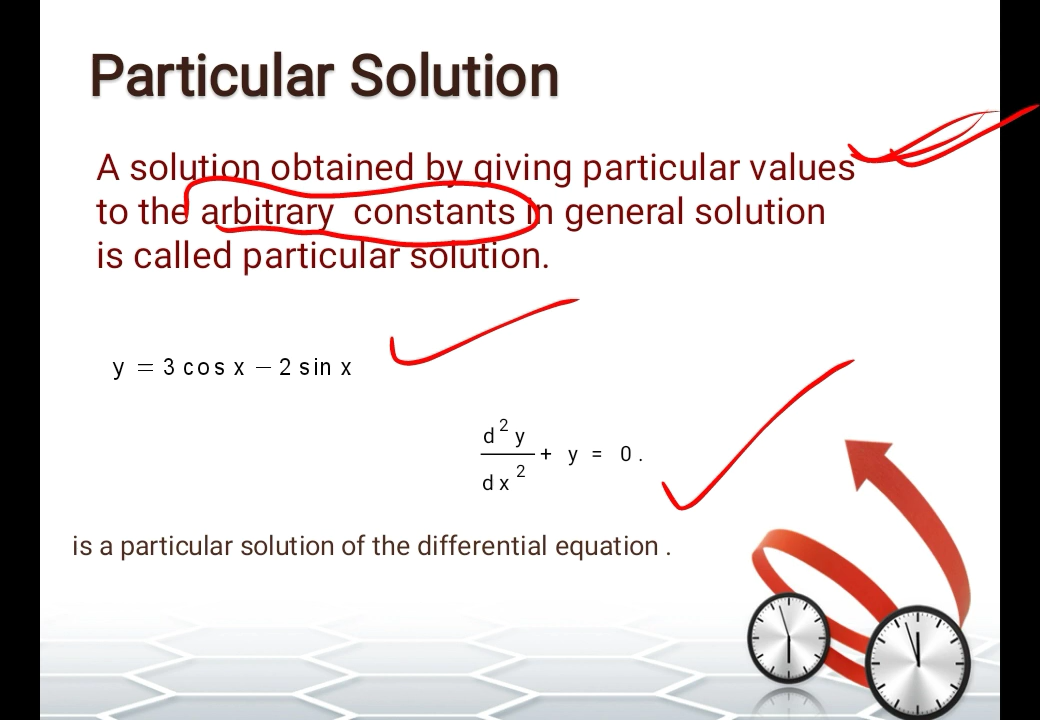 Particular Solution
A solution obtained by giving particular values
to the arbitrary constants in general solution
is called particular solution.
y = 3 cos x − 2 sin x
d²y/dx² + y = 0.
is a particular solution of the differential equation .